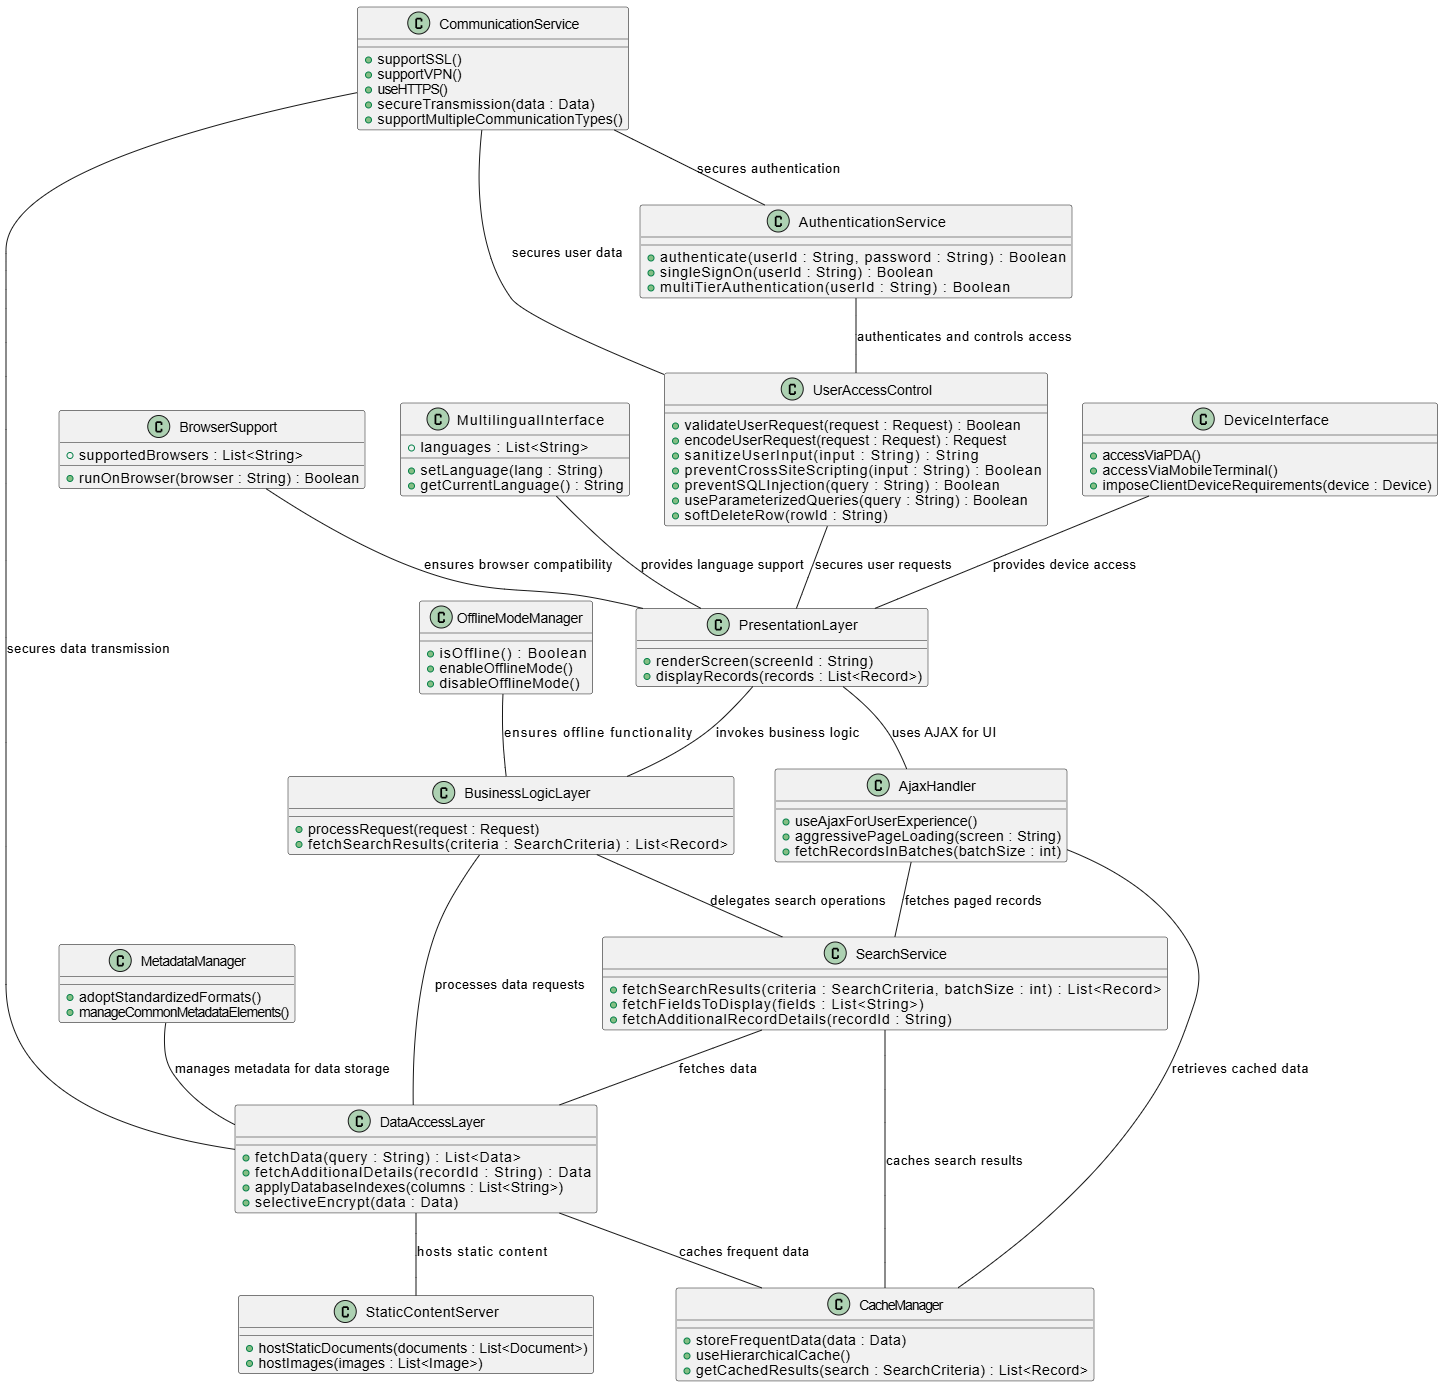 C CommunicationService
supportSSL()
supportVPN()
useHTTPS()
secureTransmission(data : Data)
supportMultipleCommunicationTypes()
secures authentication
C AuthenticationService
authenticate(userId : String, password : String) : Boolean
singleSignOn(userId : String) : Boolean
multiTierAuthentication(userId : String) : Boolean
secures user data
authenticates and controls access
C UserAccessControl
validateUserRequest(request : Request) : Boolean
encodeUserRequest(request : Request) : Request
sanitizeUserInput(input : String) : String
preventCrossSiteScripting(input : String) : Boolean
preventSQLInjection(query : String) : Boolean
useParameterizedQueries(query : String) : Boolean
softDeleteRow(rowId : String)
C BrowserSupport
supportedBrowsers : List<String>
runOnBrowser(browser : String) : Boolean
C MultilingualInterface
languages : List<String>
setLanguage(lang : String)
getCurrentLanguage() : String
C DeviceInterface
accessViaPDA()
accessViaMobileTerminal()
imposeClientDeviceRequirements(device : Device)
ensures browser compatibility
provides language support
secures user requests
provides device access
C OfflineModeManager
isOffline() : Boolean
enableOfflineMode()
disableOfflineMode()
C PresentationLayer
renderScreen(screenId : String)
displayRecords(records : List<Record>)
secures data transmission
ensures offline functionality
invokes business logic
uses AJAX for UI
C BusinessLogicLayer
processRequest(request : Request)
fetchSearchResults(criteria : SearchCriteria) : List<Record>
C AjaxHandler
useAjaxForUserExperience()
aggressivePageLoading(screen : String)
fetchRecordsInBatches(batchSize : int)
delegates search operations
fetches paged records
C MetadataManager
adoptStandardizedFormats()
manageCommonMetadataElements()
processes data requests
C SearchService
fetchSearchResults(criteria : SearchCriteria, batchSize : int) : List<Record>
fetchFieldsToDisplay(fields : List<String>)
fetchAdditionalRecordDetails(recordId : String)
manages metadata for data storage
fetches data
retrieves cached data
C DataAccessLayer
fetchData(query : String) : List<Data>
fetchAdditionalDetails(recordId : String) : Data
applyDatabaseIndexes(columns : List<String>)
selectiveEncrypt(data : Data)
caches search results
hosts static content
caches frequent data
C StaticContentServer
hostStaticDocuments(documents : List<Document>)
hostImages(images : List<Image>)
C CacheManager
storeFrequentData(data : Data)
useHierarchicalCache()
getCachedResults(search : SearchCriteria) : List<Record>